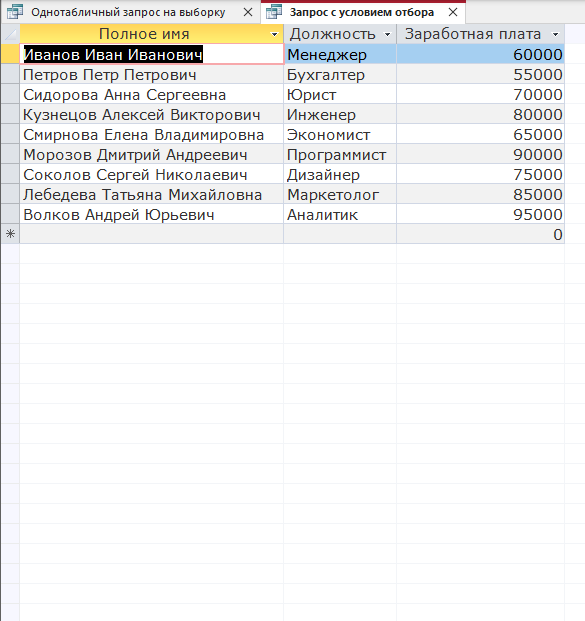 Однотабличный запрос на выборку Запрос с условием отбора
Полное имя Должность Заработная плата
Иванов Иван Иванович Менеджер 60000
Петров Петр Петрович Бухгалтер 55000
Сидорова Анна Сергеевна Юрист 70000
Кузнецов Алексей Викторович Инженер 80000
Смирнова Елена Владимировна Экономист 65000
Морозов Дмитрий Андреевич Программист 90000
Соколов Сергей Николаевич Дизайнер 75000
Лебедева Татьяна Михайловна Маркетолог 85000
Волков Андрей Юрьевич Аналитик 95000
0